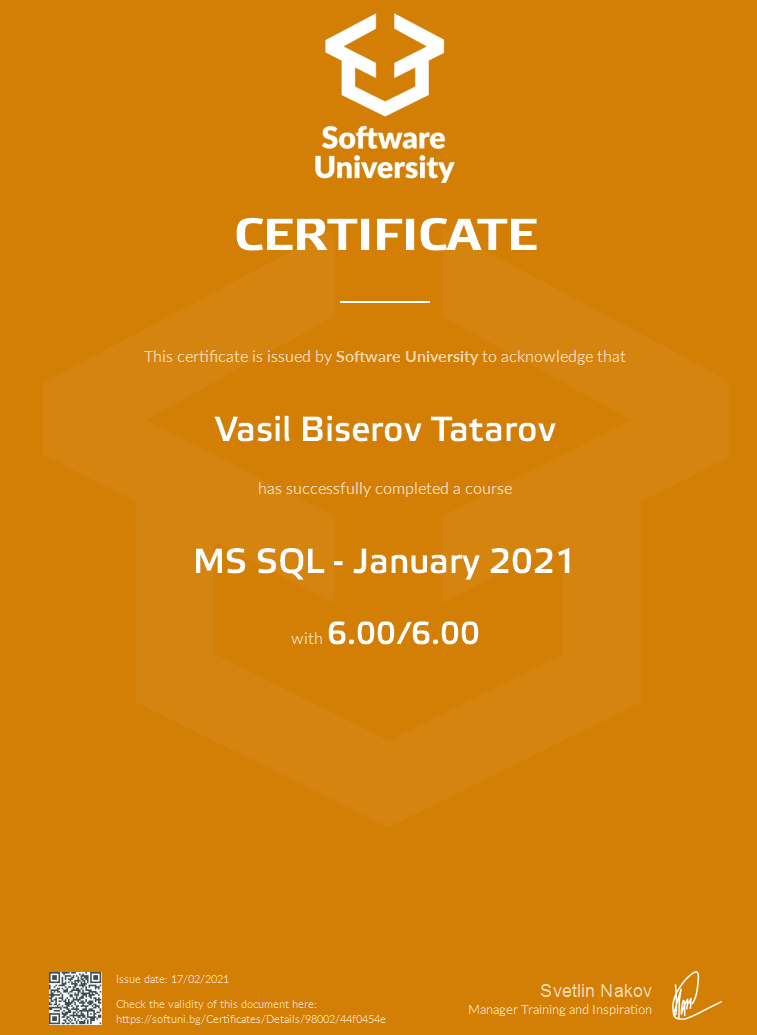 Software
University
CERTIFICATE
This certificate is issued by Software University to acknowledge that
Vasil Biserov Tatarov
has successfully completed a course
MS SQL - January 2021
with 6.00/6.00
Issue date: 17/02/2021
Check the validity of this document here:
https://softuni.bg/Certificates/Details/98002/44f0454e
Svetlin Nakov
Manager Training and Inspiration